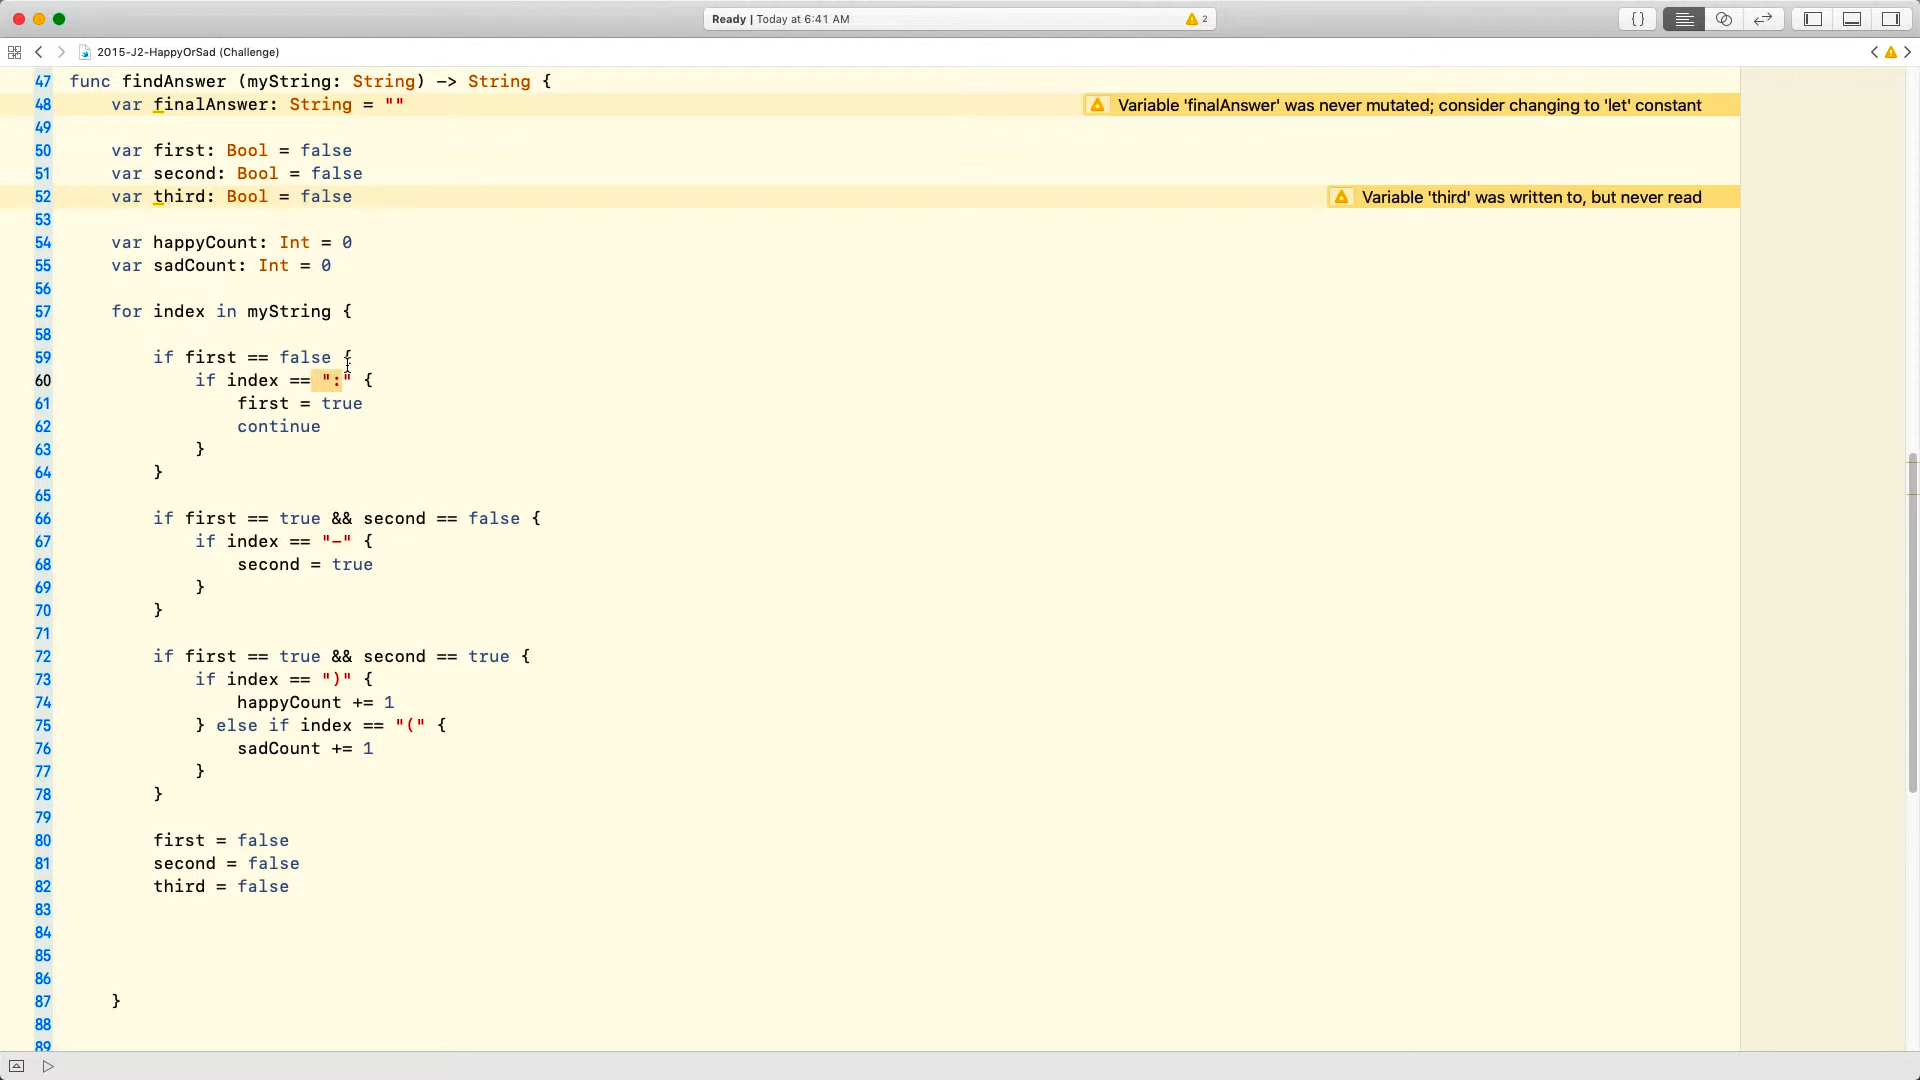 Ready | Today at 6:41 AM
2
{}
2015-J2-HappyOrSad (Challenge)
47 func findAnswer (myString: String) -> String {
48 var finalAnswer: String = "" Variable 'finalAnswer' was never mutated; consider changing to 'let' constant
49
50 var first: Bool = false
51 var second: Bool = false
52 var third: Bool = false Variable 'third' was written to, but never read
53
54 var happyCount: Int = 0
55 var sadCount: Int = 0
56
57 for index in myString {
58
59 if first == false {
60 if index == ":" {
61 first = true
62 continue
63 }
64 }
65
66 if first == true && second == false {
67 if index == "-" {
68 second = true
69 }
70 }
71
72 if first == true && second == true {
73 if index == ")" {
74 happyCount += 1
75 } else if index == "(" {
76 sadCount += 1
77 }
78 }
79
80 first = false
81 second = false
82 third = false
83
84
85
86
87 }
88
89